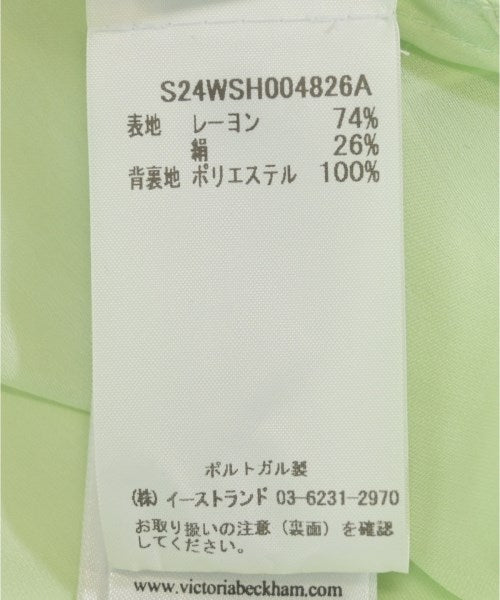 S24WSH004826A
表地 レーヨン 74%
絹 26%
背裏地 ポリエステル 100%
ポルトガル製
(株) イーストランド 03-6231-2970
お取り扱いの注意(裏面)を確認
してください。
www.victoriabeckham.com